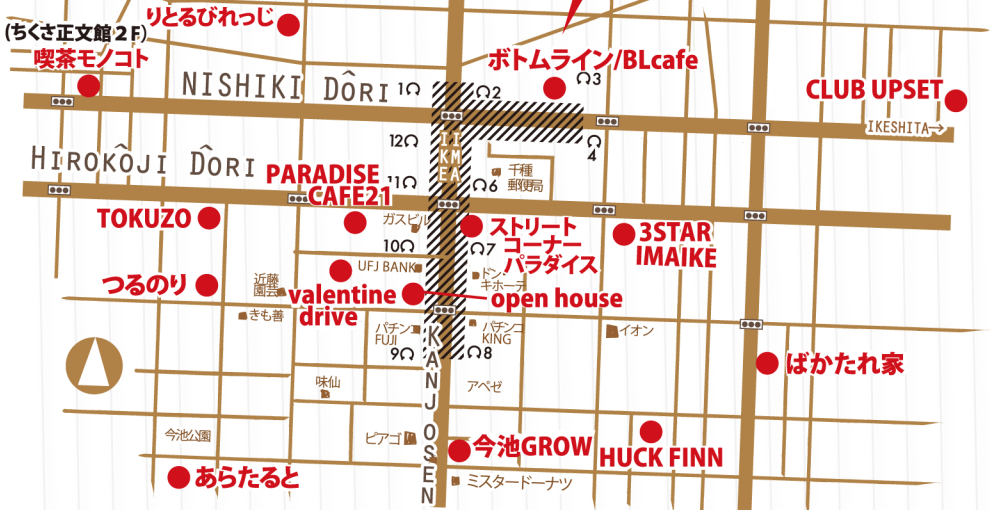 りとるびれっじ
(ちくさ正文館２F)
喫茶モノコト
ボトムライン/BLcafe
CLUB UPSET
NISHIKI DÔRI
1
2
3
IKESHITA→
12
4
IKE
IMA
HIROKÔJI DÔRI
PARADISE
CAFE21
11
6
千種
郵便局
TOKUZO
ガスビル
ストリート
コーナー
パラダイス
3STAR
IMAIKE
10
7
UFJ BANK
ドン・
キホーテ
つるのり
近藤
園芸
valentine
drive
open house
きも善
パチンコ
FUJI
パチンコ
KING
イオン
9
8
KANJOSEN
ばかたれ家
味仙
アペゼ
今池公園
ピアゴ
今池GROW
HUCK FINN
あらたると
ミスタードーナツ